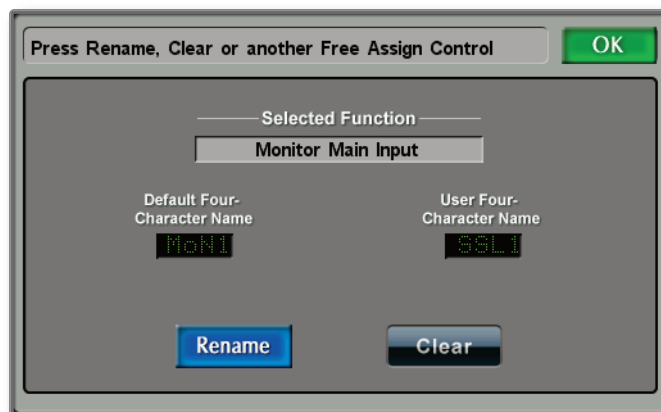 Press Rename, Clear or another Free Assign Control
OK
Selected Function
Monitor Main Input
Default Four-
Character Name
MoN1
User Four-
Character Name
SSL1
Rename
Clear